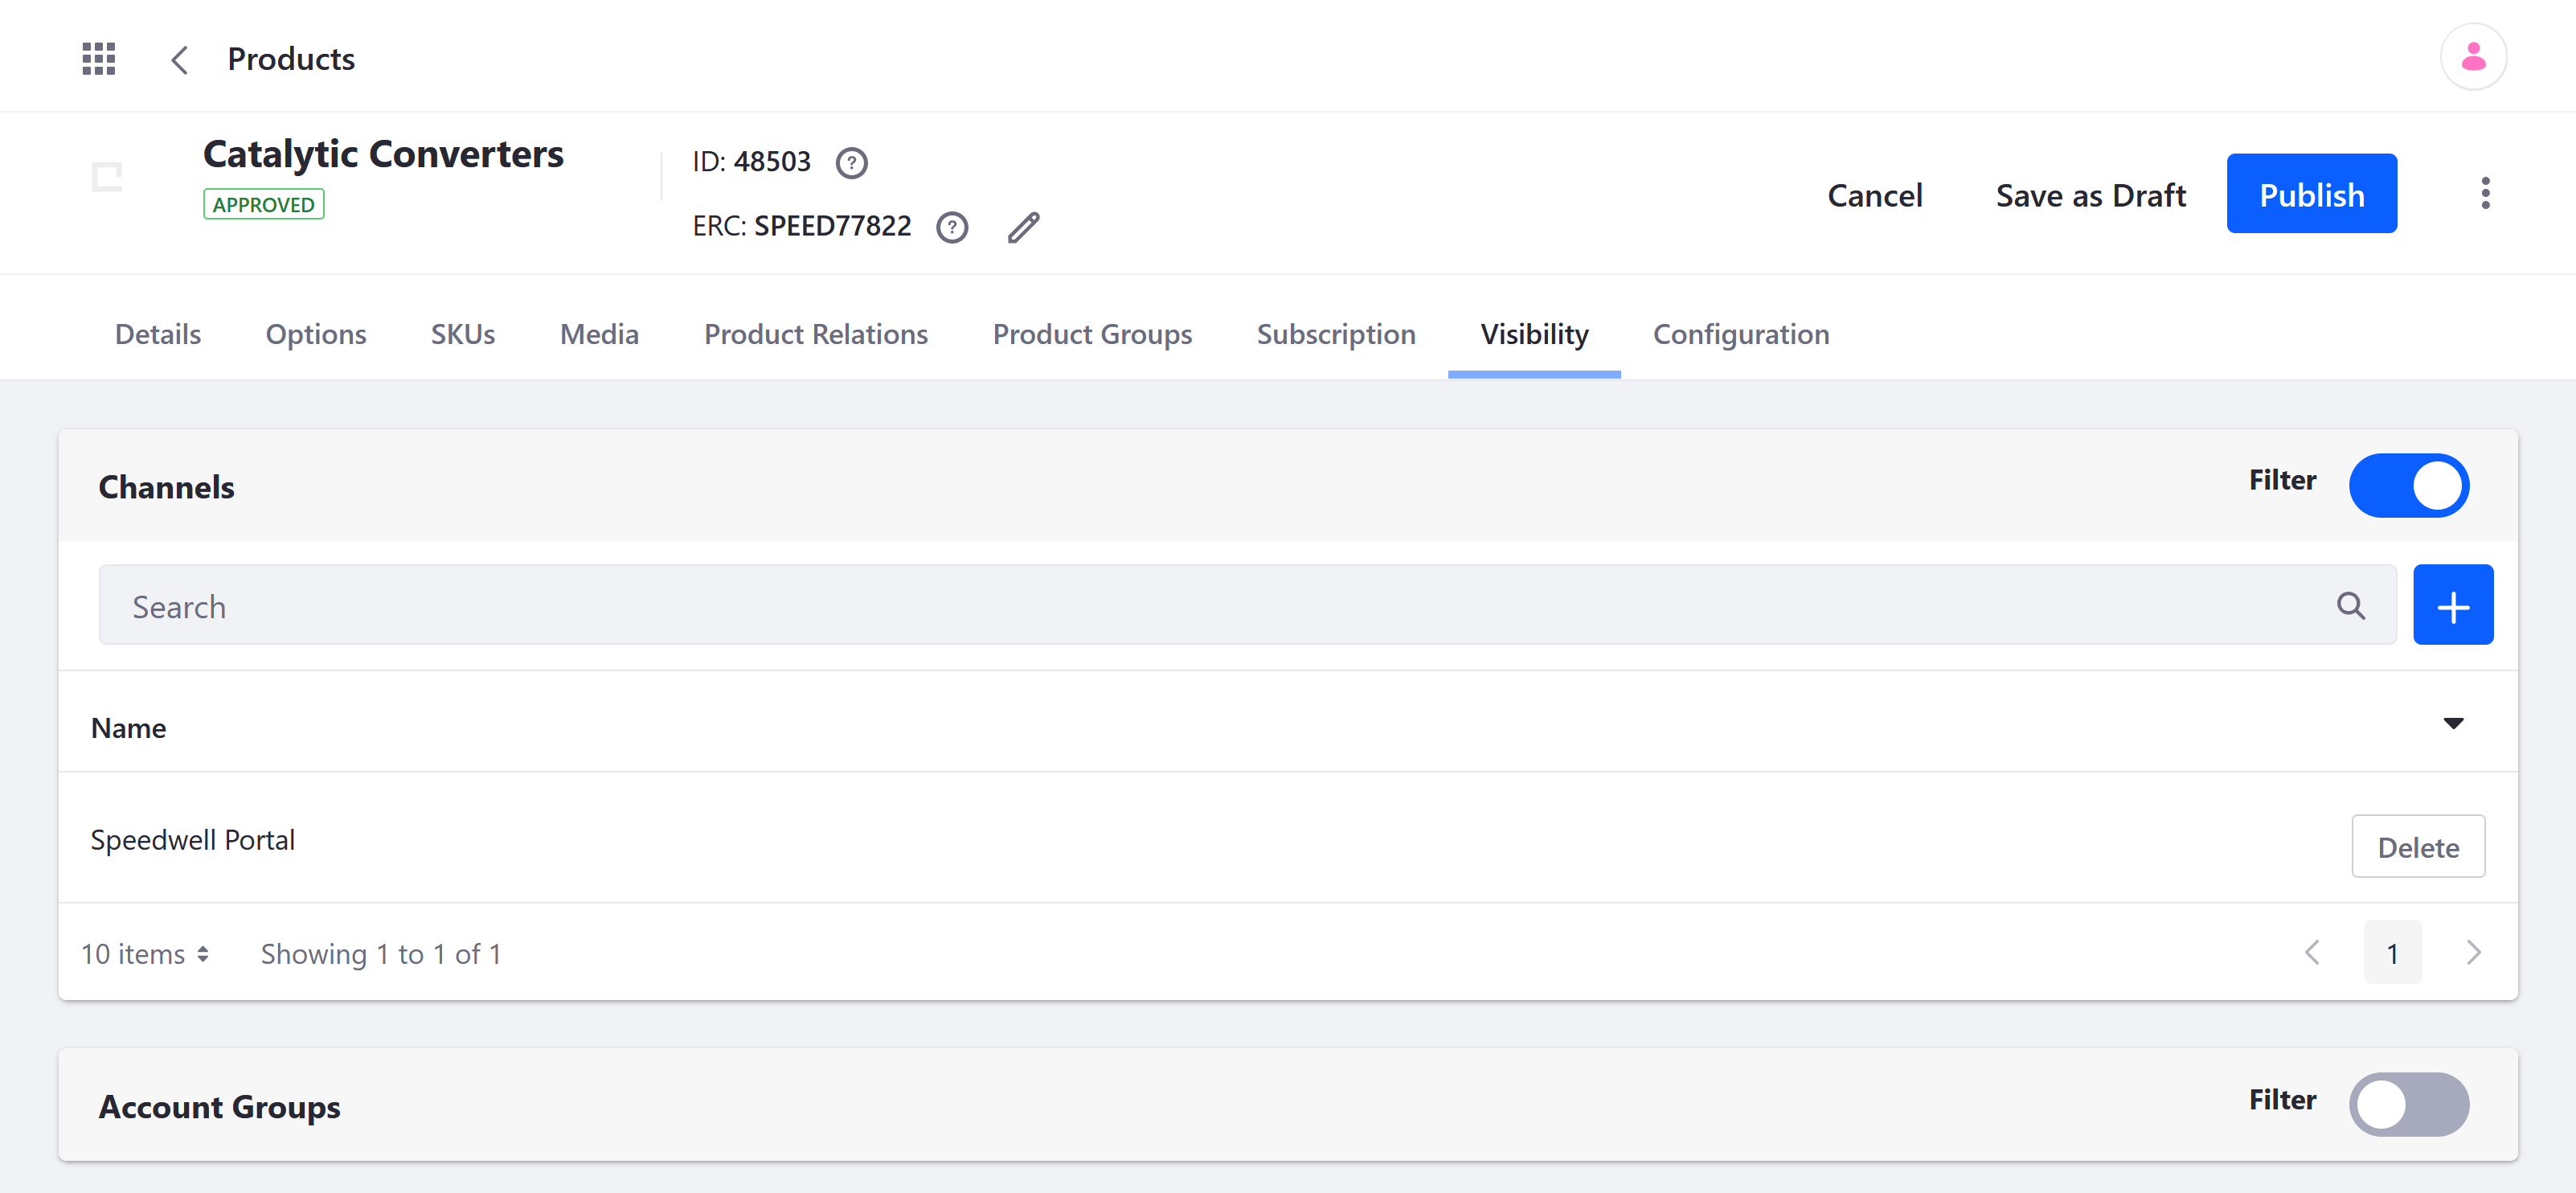 Products
Catalytic Converters
APPROVED
ID: 48503 ?
ERC: SPEED77822 ?
Cancel
Save as Draft
Publish
Details Options SKUs Media Product Relations Product Groups Subscription Visibility Configuration
Channels
Filter
Search
Name
Speedwell Portal
Delete
10 items
Showing 1 to 1 of 1
1
Account Groups
Filter